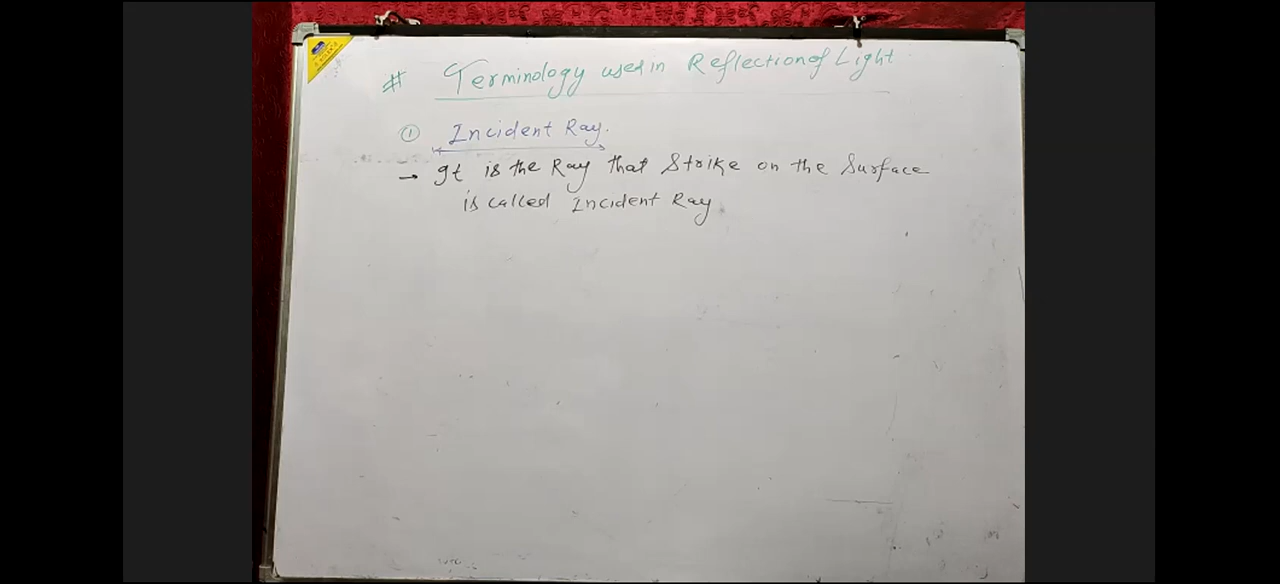 # Terminology used in Reflection of Light
① Incident Ray.
→ It is the Ray that Strike on the Surface
is called Incident Ray